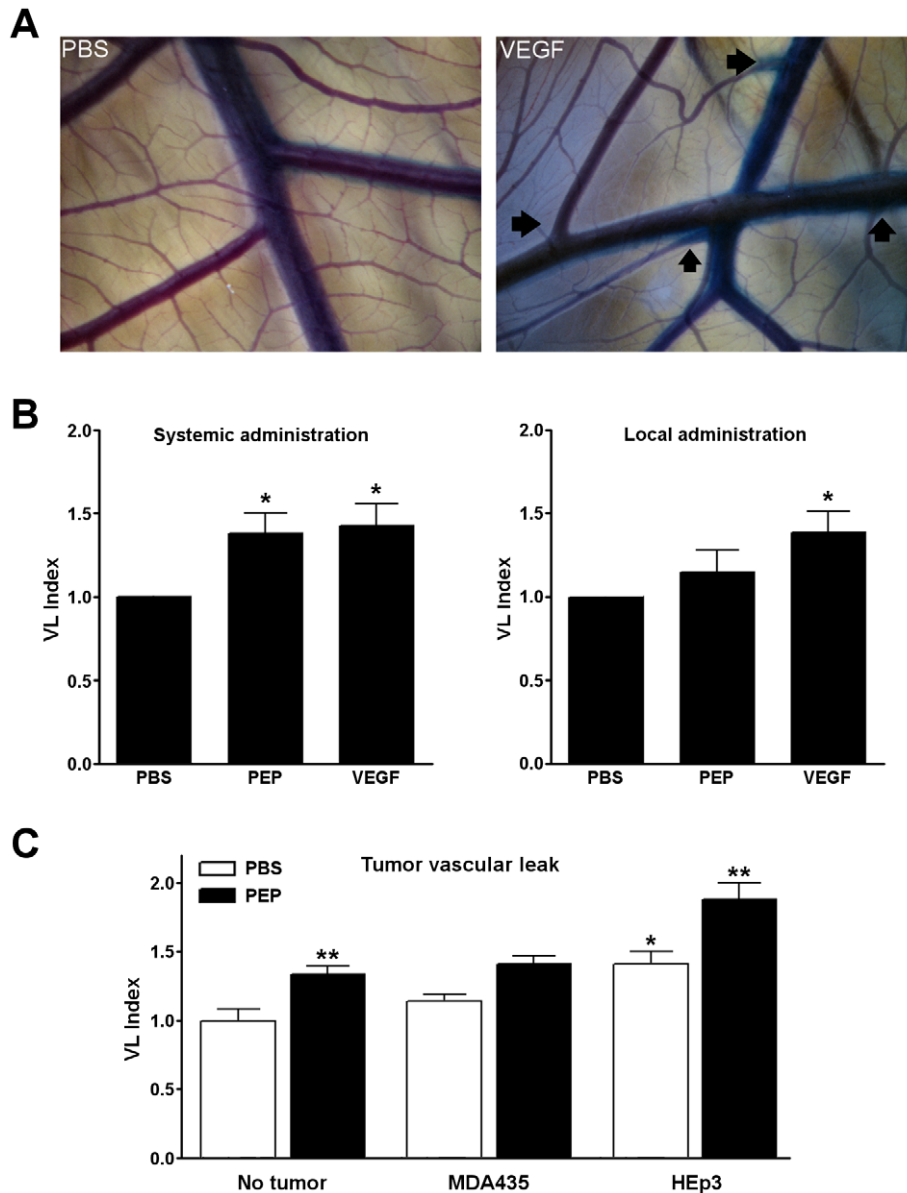 A
PBS VEGF
B
Systemic administration Local administration
2.0 2.0
* *
* 
1.5 1.5
1.0 1.0
0.5 0.5
0.0 0.0
VL Index VL Index
PBS PEP VEGF PBS PEP VEGF
C
Tumor vascular leak
PBS
PEP
2.0
**
1.5
**
*
1.0
0.5
0.0
VL Index
No tumor MDA435 HEp3